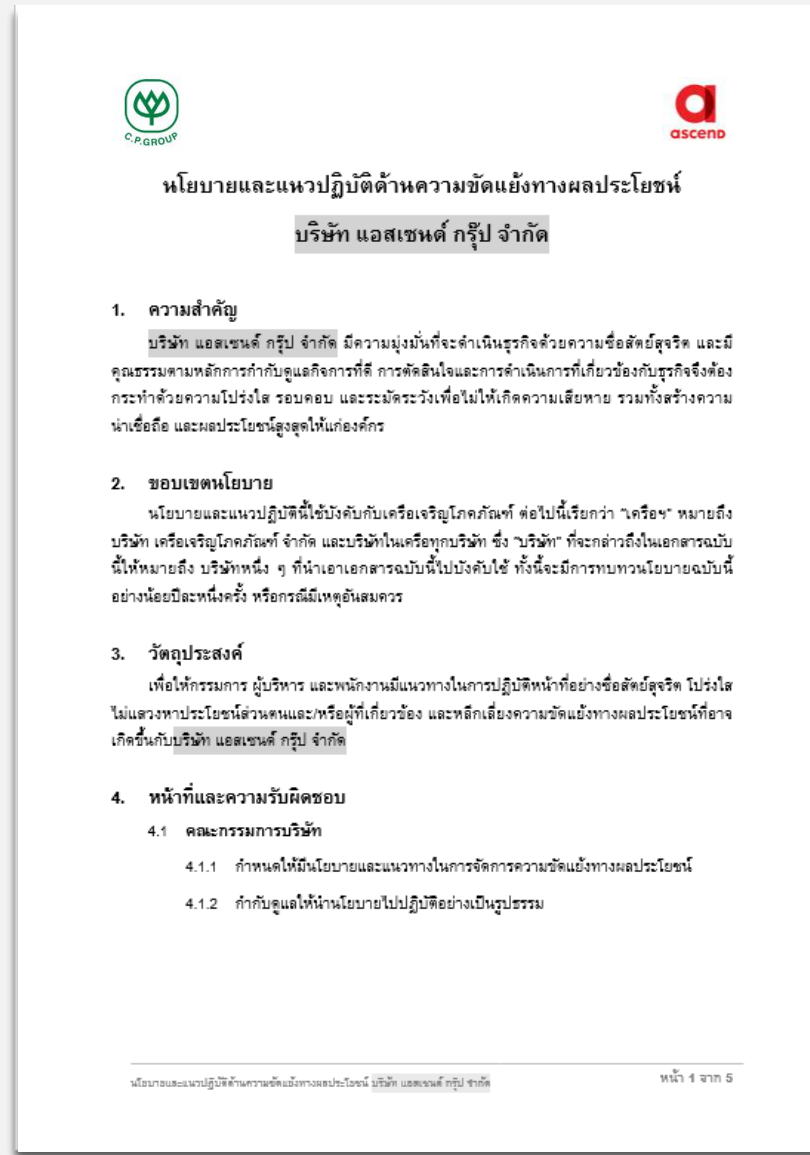 C.P.GROUP
ascend
นโยบายและแนวปฏิบัติด้านความขัดแย้งทางผลประโยชน์
บริษัท แอสเซนด์ กรุ๊ป จำกัด
1. ความสำคัญ
บริษัท แอสเซนด์ กรุ๊ป จำกัด มีความมุ่งมั่นที่จะดำเนินธุรกิจด้วยความซื่อสัตย์สุจริต และมี
คุณธรรมตามหลักการกำกับดูแลกิจการที่ดี การตัดสินใจและการดำเนินการที่เกี่ยวข้องกับธุรกิจจึงต้อง
กระทำด้วยความโปร่งใส รอบคอบ และระมัดระวังเพื่อไม่ให้เกิดความเสียหาย รวมทั้งสร้างความ
น่าเชื่อถือ และผลประโยชน์สูงสุดให้แก่องค์กร
2. ขอบเขตนโยบาย
นโยบายและแนวปฏิบัตินี้ใช้บังคับกับเครือเจริญโภคภัณฑ์ ต่อไปนี้เรียกว่า "เครือฯ" หมายถึง
บริษัท เครือเจริญโภคภัณฑ์ จำกัด และบริษัทในเครือทุกบริษัท ซึ่ง "บริษัท" ที่จะกล่าวถึงในเอกสารฉบับ
นี้ให้หมายถึง บริษัทหนึ่ง ๆ ที่นำเอาเอกสารฉบับนี้ไปบังคับใช้ ทั้งนี้จะมีการทบทวนนโยบายฉบับนี้
อย่างน้อยปีละหนึ่งครั้ง หรือกรณีมีเหตุอันสมควร
3. วัตถุประสงค์
เพื่อให้กรรมการ ผู้บริหาร และพนักงานมีแนวทางในการปฏิบัติหน้าที่อย่างซื่อสัตย์สุจริต โปร่งใส
ไม่แสวงหาประโยชน์ส่วนตนและ/หรือผู้ที่เกี่ยวข้อง และหลีกเลี่ยงความขัดแย้งทางผลประโยชน์ที่อาจ
เกิดขึ้นกับบริษัท แอสเซนด์ กรุ๊ป จำกัด
4. หน้าที่และความรับผิดชอบ
4.1 คณะกรรมการบริษัท
4.1.1 กำหนดให้มีนโยบายและแนวทางในการจัดการความขัดแย้งทางผลประโยชน์
4.1.2 กำกับดูแลให้นำนโยบายไปปฏิบัติอย่างเป็นรูปธรรม
นโยบายและแนวปฏิบัติด้านความขัดแย้งทางผลประโยชน์ บริษัท แอสเซนด์ กรุ๊ป จำกัด
หน้า 1 จาก 5